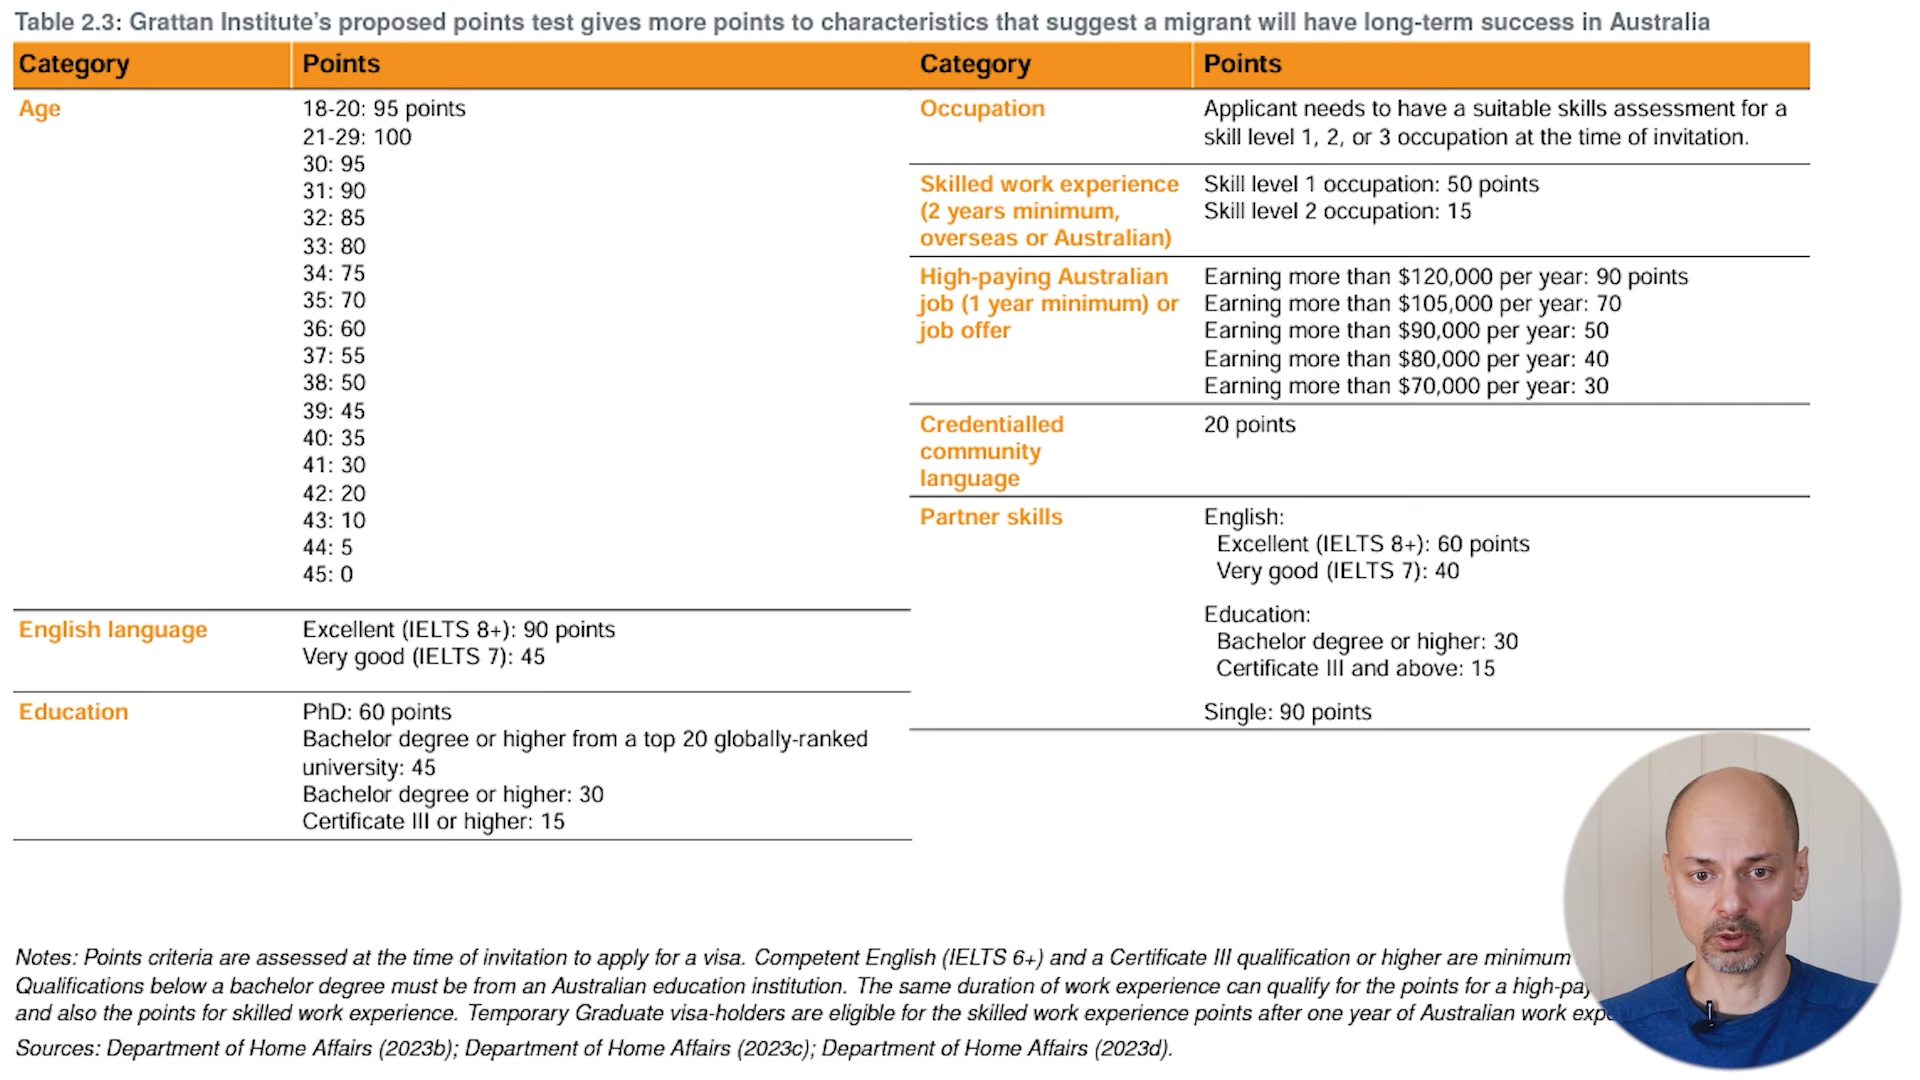 Table 2.3: Grattan Institute’s proposed points test gives more points to characteristics that suggest a migrant will have long-term success in Australia
Category
Points
Age
18-20: 95 points
21-29: 100
30: 95
31: 90
32: 85
33: 80
34: 75
35: 70
36: 60
37: 55
38: 50
39: 45
40: 35
41: 30
42: 20
43: 10
44: 5
45: 0
English language
Excellent (IELTS 8+): 90 points
Very good (IELTS 7): 45
Education
PhD: 60 points
Bachelor degree or higher from a top 20 globally-ranked
university: 45
Bachelor degree or higher: 30
Certificate III or higher: 15
Category
Points
Occupation
Applicant needs to have a suitable skills assessment for a
skill level 1, 2, or 3 occupation at the time of invitation.
Skilled work experience
(2 years minimum,
overseas or Australian)
Skill level 1 occupation: 50 points
Skill level 2 occupation: 15
High-paying Australian
job (1 year minimum) or
job offer
Earning more than $120,000 per year: 90 points
Earning more than $105,000 per year: 70
Earning more than $90,000 per year: 50
Earning more than $80,000 per year: 40
Earning more than $70,000 per year: 30
Credentialled
community
language
20 points
Partner skills
English:
Excellent (IELTS 8+): 60 points
Very good (IELTS 7): 40
Education:
Bachelor degree or higher: 30
Certificate III and above: 15
Single: 90 points
Notes: Points criteria are assessed at the time of invitation to apply for a visa. Competent English (IELTS 6+) and a Certificate III qualification or higher are minimum
Qualifications below a bachelor degree must be from an Australian education institution. The same duration of work experience can qualify for the points for a
and also the points for skilled work experience. Temporary Graduate visa-holders are eligible for the skilled work experience points after one year of Australian work
Sources: Department of Home Affairs (2023b); Department of Home Affairs (2023c); Department of Home Affairs (2023d).